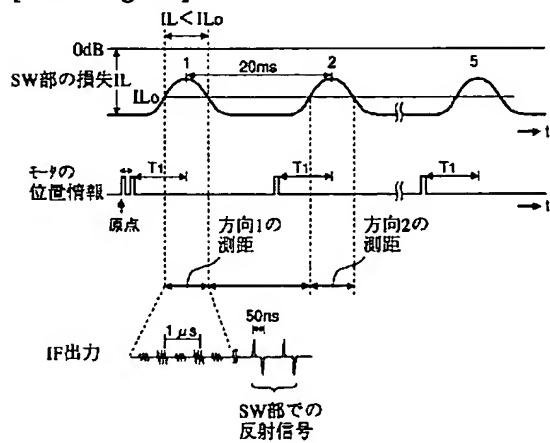 IL<ILo
0dB
1
2
5
20ms
SW部の損失IL
ILo
t
モータの
位置情報
T1
T1
T1
t
原点
方向1の
測距
方向2の
測距
1μs
50ns
IF出力
SW部での
反射信号